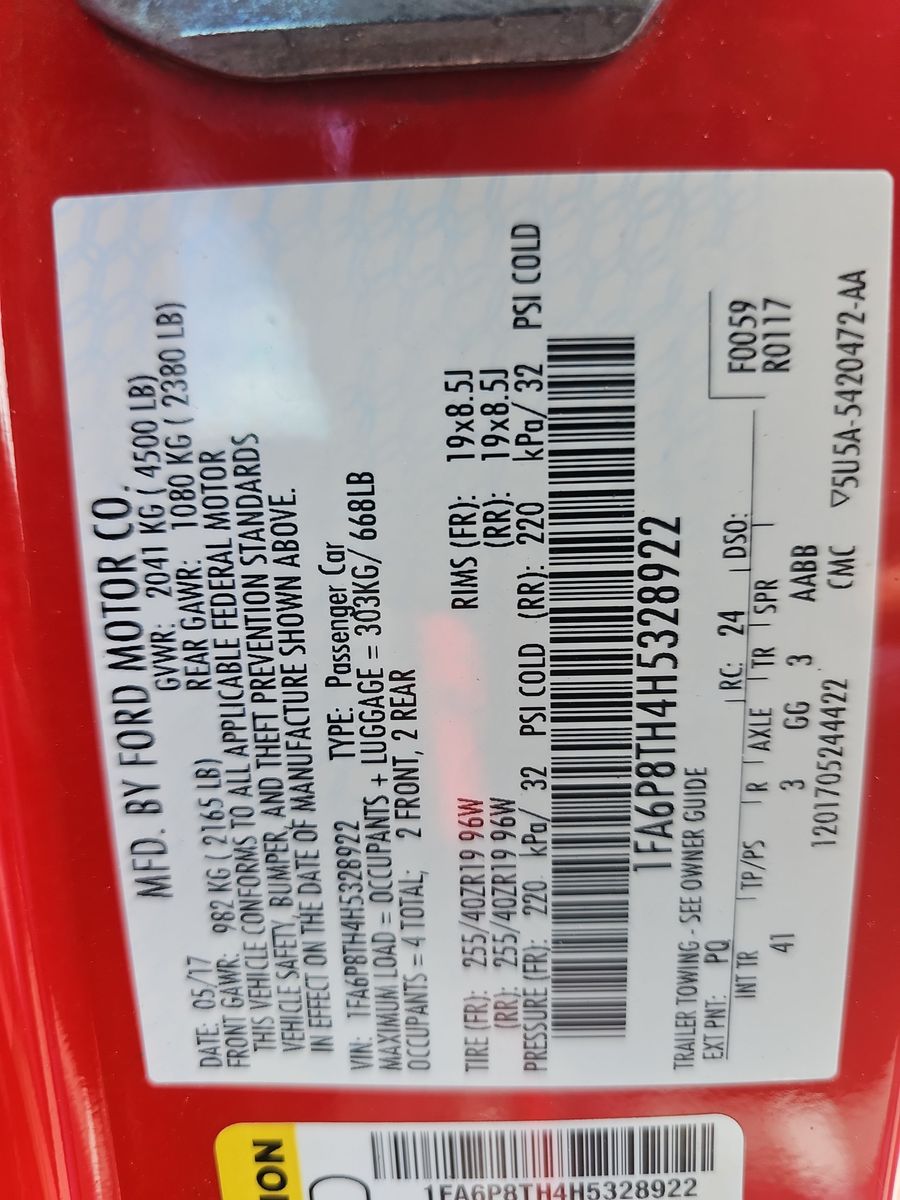 MFD. BY FORD MOTOR CO.
DATE: 05/17 GVWR: 2041 KG ( 4500 LB)
FRONT GAWR: 982 KG ( 2165 LB) REAR GAWR: 1080 KG ( 2380 LB)
THIS VEHICLE CONFORMS TO ALL APPLICABLE FEDERAL MOTOR
VEHICLE SAFETY, BUMPER, AND THEFT PREVENTION STANDARDS
IN EFFECT ON THE DATE OF MANUFACTURE SHOWN ABOVE.
VIN: 1FA6P8TH4H5328922 TYPE: Passenger Car
MAXIMUM LOAD = OCCUPANTS + LUGGAGE = 303KG/ 668LB
OCCUPANTS = 4 TOTAL; 2 FRONT, 2 REAR
TIRE (FR): 255/40ZR19 96W RIMS (FR): 19x8.5J
(RR): 255/40ZR19 96W (RR): 19x8.5J
PRESSURE (FR): 220 kPa/ 32 PSI COLD (RR): 220 kPa/ 32 PSI COLD
1FA6P8TH4H5328922
TRAILER TOWING - SEE OWNER GUIDE
EXT PNT: PQ RC: 24 DSO:
INT TR TP/PS R AXLE TR SPR
41 3 GG 3 AABB
F0059
R0117
1201705244422 CMC ▽5U5A-5420472-AA
ION
1FA6P8TH4H5328922